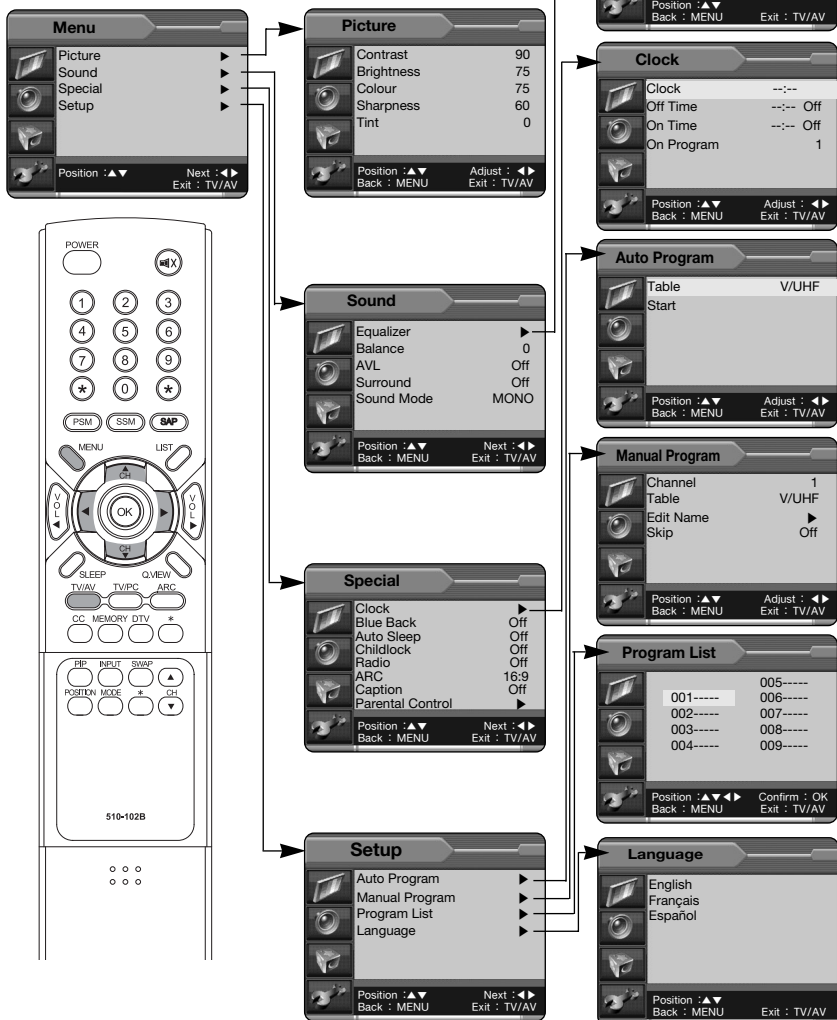 Position :▲▼
Back : MENU Exit : TV/AV
Menu
Picture ▶
Sound ▶
Special ▶
Setup ▶
Position :▲▼ Next :◀▶
Exit : TV/AV
Picture
Contrast 90
Brightness 75
Colour 75
Sharpness 60
Tint 0
Position :▲▼ Adjust : ◀▶
Back : MENU Exit : TV/AV
Clock
Clock --:--
Off Time --:-- Off
On Time --:-- Off
On Program 1
Position :▲▼ Adjust : ◀▶
Back : MENU Exit : TV/AV
POWER
1 2 3
4 5 6
7 8 9
* 0 *
PSM SSM SAP
MENU LIST
CH
VOL OK VOL
CH
SLEEP Q.VIEW
TV/AV TV/PC ARC
CC MEMORY DTV *
PIP INPUT SWAP ▲
POSITION MODE * CH
▼
510-102B
Sound
Equalizer ▶
Balance 0
AVL Off
Surround Off
Sound Mode MONO
Position :▲▼ Next :◀▶
Back : MENU Exit : TV/AV
Auto Program
Table V/UHF
Start
Position :▲▼ Adjust : ◀▶
Back : MENU Exit : TV/AV
Manual Program
Channel 1
Table V/UHF
Edit Name ▶
Skip Off
Position :▲▼ Adjust : ◀▶
Back : MENU Exit : TV/AV
Special
Clock ▶
Blue Back Off
Auto Sleep Off
Childlock Off
Radio Off
ARC 16:9
Caption Off
Parental Control ▶
Position :▲▼ Next :◀▶
Back : MENU Exit : TV/AV
Program List
005-----
001----- 006-----
002----- 007-----
003----- 008-----
004----- 009-----
Position :▲▼◀▶ Confirm : OK
Back : MENU Exit : TV/AV
Setup
Auto Program ▶
Manual Program ▶
Program List ▶
Language ▶
Position :▲▼ Next :◀▶
Back : MENU Exit : TV/AV
Language
English
Français
Español
Position :▲▼
Back : MENU Exit : TV/AV